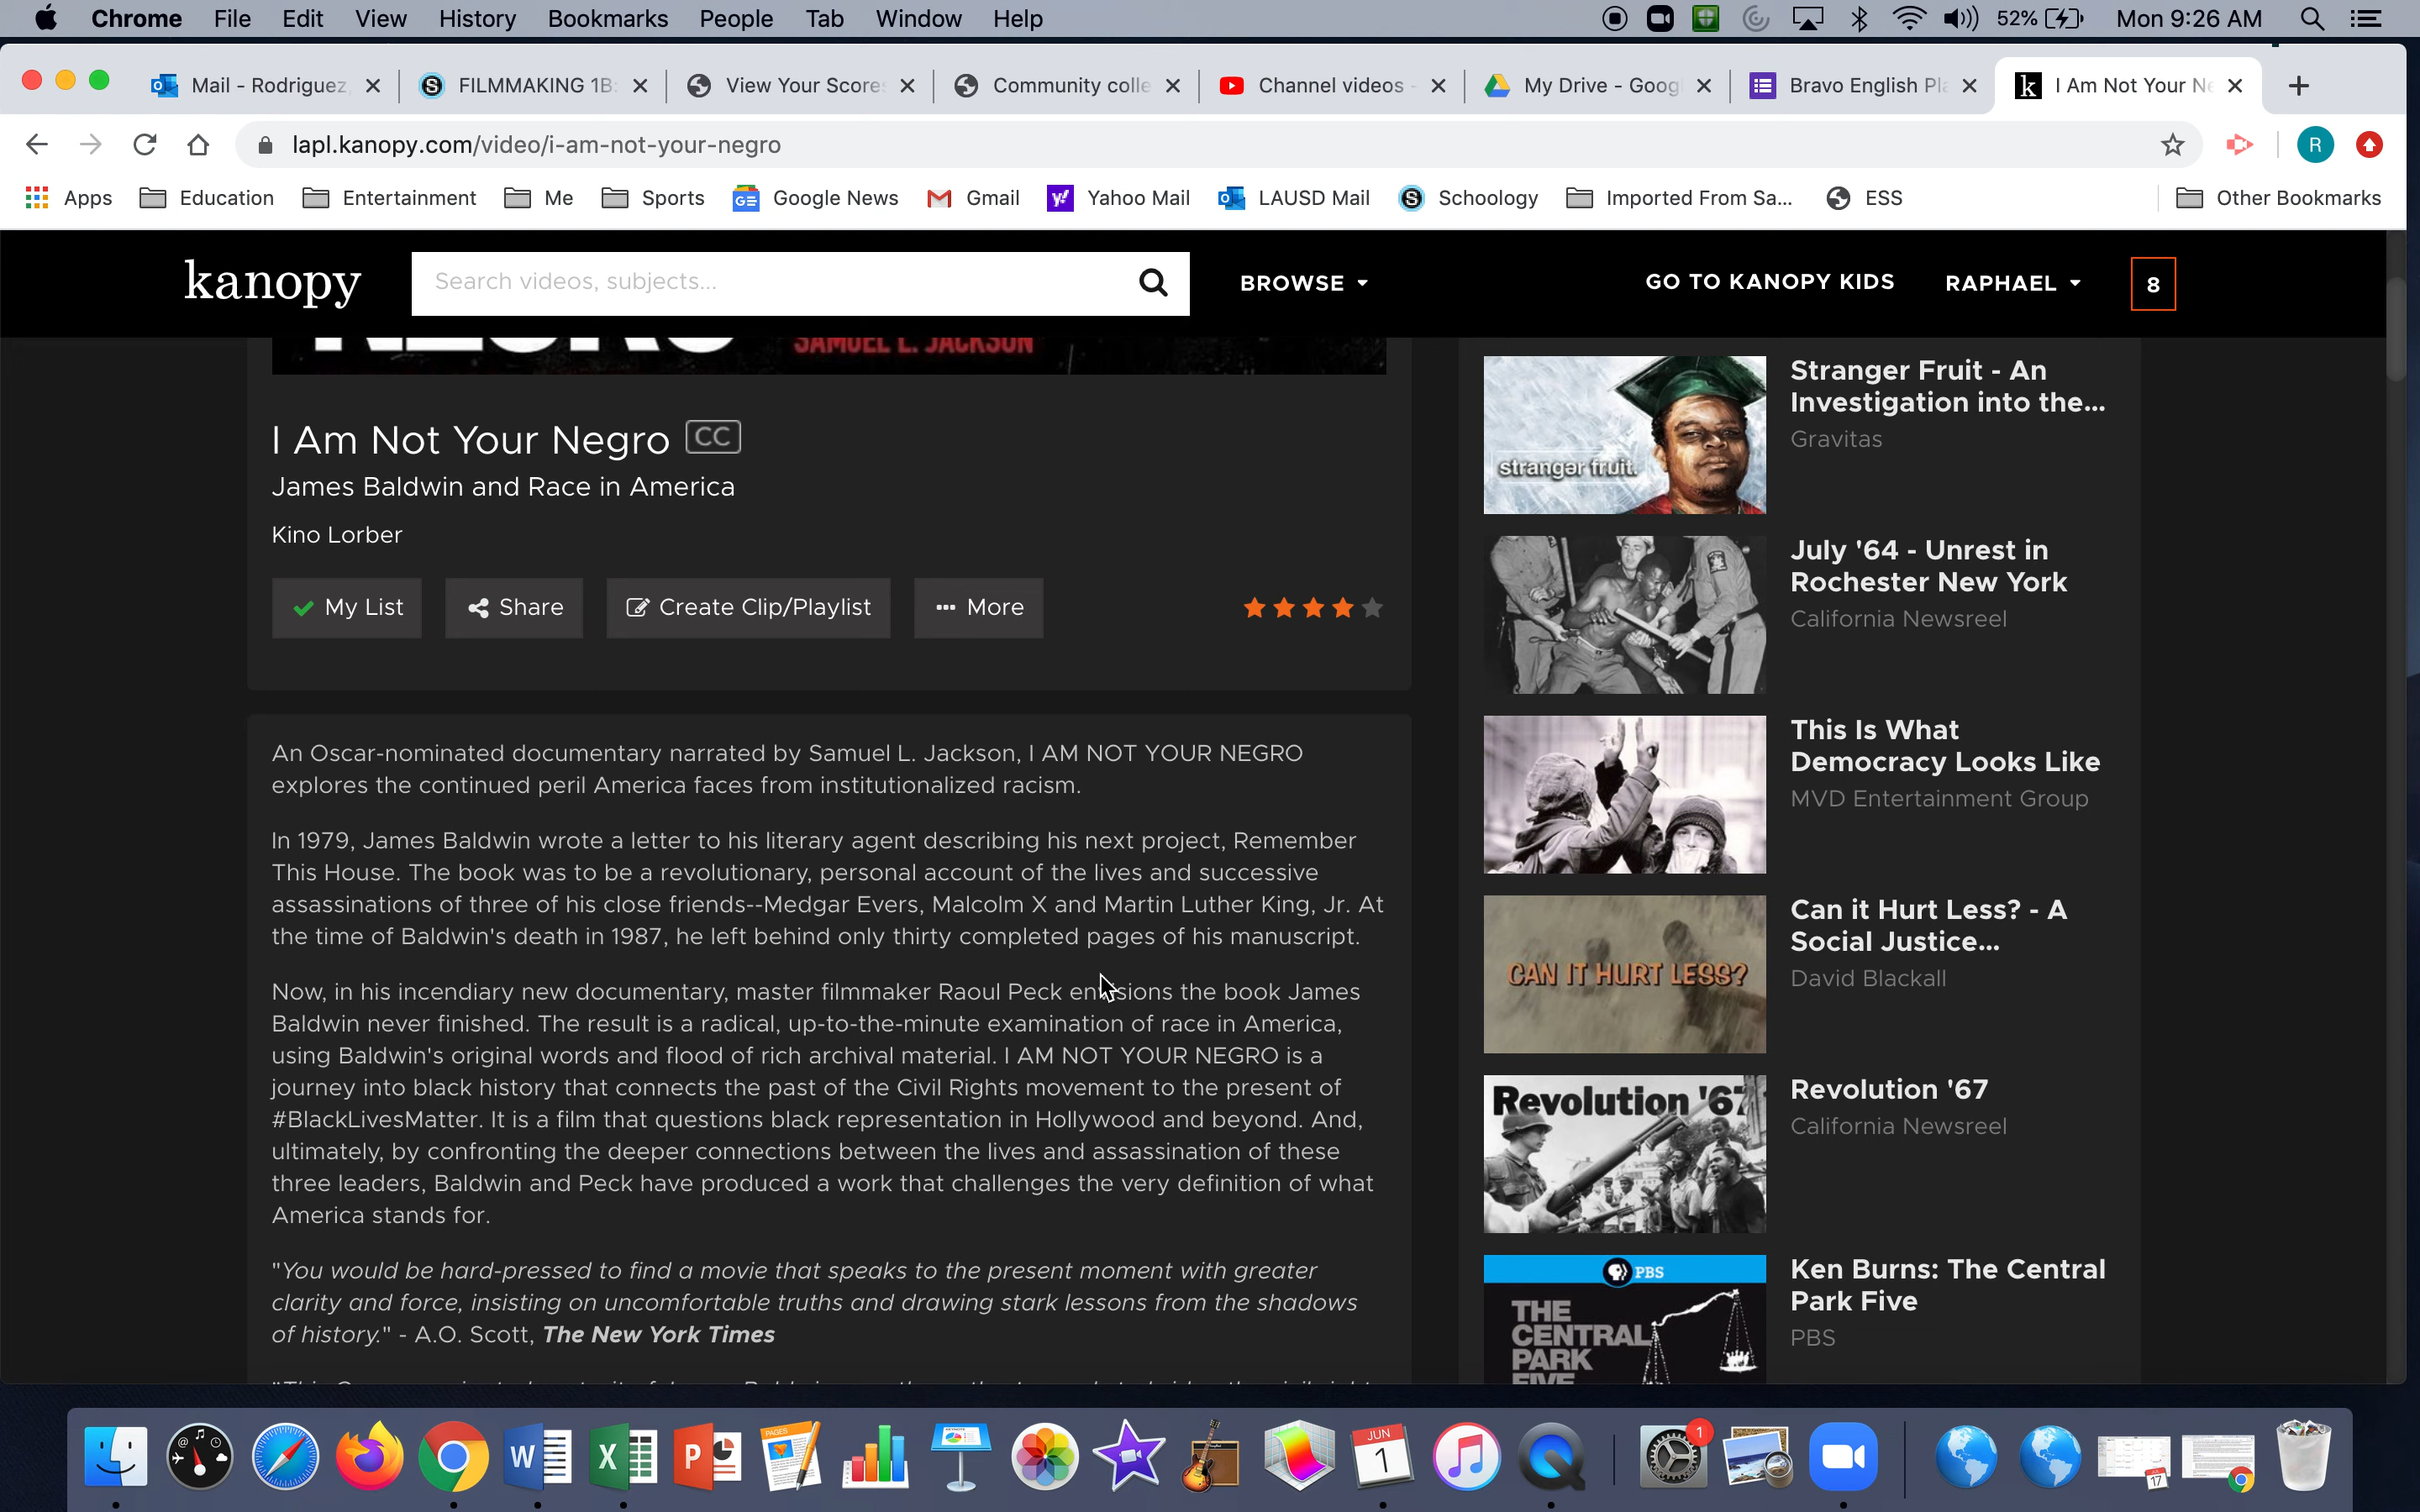 Chrome File Edit View History Bookmarks People Tab Window Help 52% Mon 9:26 AM
Mail - Rodriguez, FILMMAKING 1B: View Your Scores Community colle Channel videos - My Drive - Goog Bravo English Pla I Am Not Your Ne
lapl.kanopy.com/video/i-am-not-your-negro R
Apps Education Entertainment Me Sports Google News Gmail Yahoo Mail LAUSD Mail Schoology Imported From Sa... ESS Other Bookmarks
kanopy Search videos, subjects... BROWSE GO TO KANOPY KIDS RAPHAEL 8
NEGRO SAMUEL L. JACKSON
I Am Not Your Negro CC
James Baldwin and Race in America
Kino Lorber
My List Share Create Clip/Playlist ··· More
An Oscar-nominated documentary narrated by Samuel L. Jackson, I AM NOT YOUR NEGRO
explores the continued peril America faces from institutionalized racism.
In 1979, James Baldwin wrote a letter to his literary agent describing his next project, Remember
This House. The book was to be a revolutionary, personal account of the lives and successive
assassinations of three of his close friends--Medgar Evers, Malcolm X and Martin Luther King, Jr. At
the time of Baldwin's death in 1987, he left behind only thirty completed pages of his manuscript.
Now, in his incendiary new documentary, master filmmaker Raoul Peck envisions the book James
Baldwin never finished. The result is a radical, up-to-the-minute examination of race in America,
using Baldwin's original words and flood of rich archival material. I AM NOT YOUR NEGRO is a
journey into black history that connects the past of the Civil Rights movement to the present of
#BlackLivesMatter. It is a film that questions black representation in Hollywood and beyond. And,
ultimately, by confronting the deeper connections between the lives and assassination of these
three leaders, Baldwin and Peck have produced a work that challenges the very definition of what
America stands for.
"You would be hard-pressed to find a movie that speaks to the present moment with greater
clarity and force, insisting on uncomfortable truths and drawing stark lessons from the shadows
of history." - A.O. Scott, The New York Times
stranger fruit.
Stranger Fruit - An
Investigation into the...
Gravitas
July '64 - Unrest in
Rochester New York
California Newsreel
This Is What
Democracy Looks Like
MVD Entertainment Group
CAN IT HURT LESS?
Can it Hurt Less? - A
Social Justice...
David Blackall
Revolution '67
Revolution '67
California Newsreel
PBS
THE
CENTRAL
PARK
FIVE
Ken Burns: The Central
Park Five
PBS
W X P PAGES JUN 1 1 17